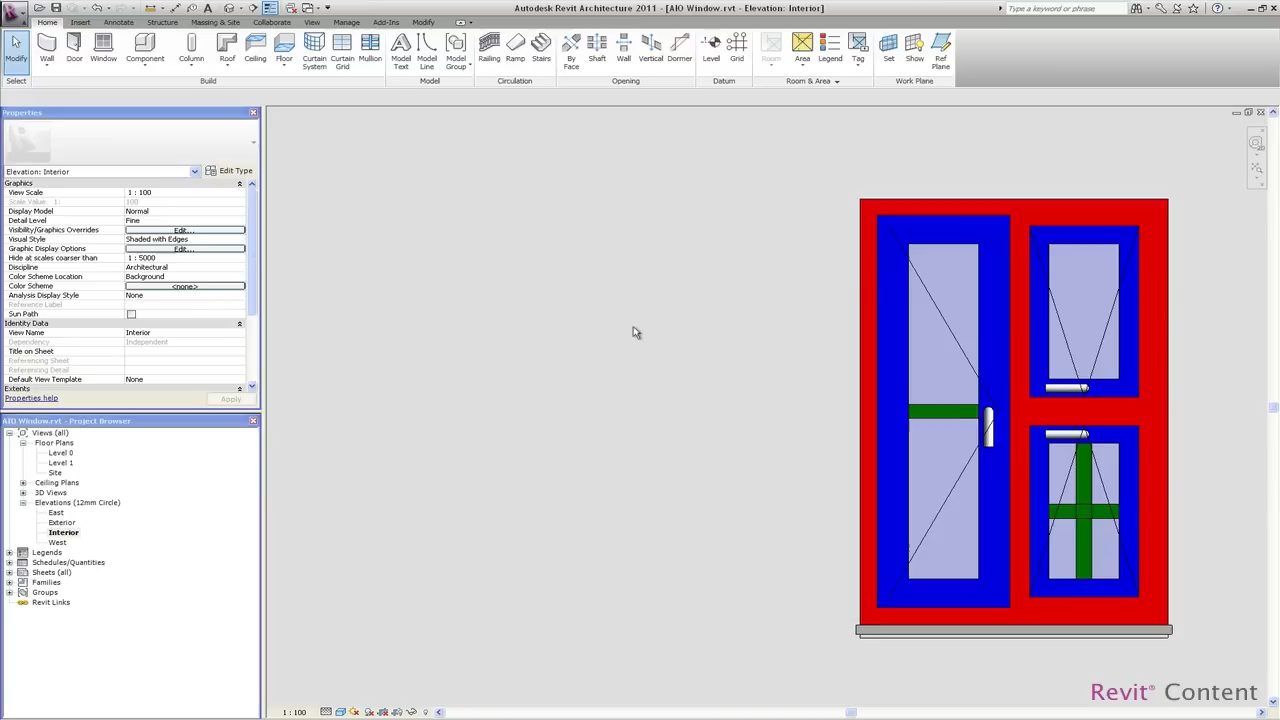 Autodesk Revit Architecture 2011 - [AIO Window.rvt - Elevation: Interior]
Type a keyword or phrase
Home Insert Annotate Structure Massing & Site Collaborate View Manage Add-Ins Modify
Modify Wall Door Window Component Column Roof Ceiling Floor Curtain System Curtain Grid Mullion Model Text Model Line Model Group Railing Ramp Stairs By Face Shaft Wall Vertical Dormer Level Grid Room Area Legend Tag Set Show Ref Plane
Select Build Model Circulation Opening Datum Room & Area Work Plane
Properties
Elevation: Interior Edit Type
Graphics
View Scale 1 : 100
Scale Value 1: 100
Display Model Normal
Detail Level Fine
Visibility/Graphics Overrides Edit...
Visual Style Shaded with Edges
Graphic Display Options Edit...
Hide at scales coarser than 1 : 5000
Discipline Architectural
Color Scheme Location Background
Color Scheme <none>
Analysis Display Style None
Reference Label
Sun Path
Identity Data
View Name Interior
Dependency Independent
Title on Sheet
Referencing Sheet
Referencing Detail
Default View Template None
Extents
Properties help Apply
AIO Window.rvt - Project Browser
Views (all)
Floor Plans
Level 0
Level 1
Site
Ceiling Plans
3D Views
Elevations (12mm Circle)
East
Exterior
Interior
West
Legends
Schedules/Quantities
Sheets (all)
Families
Groups
Revit Links
1 : 100
Revit® Content